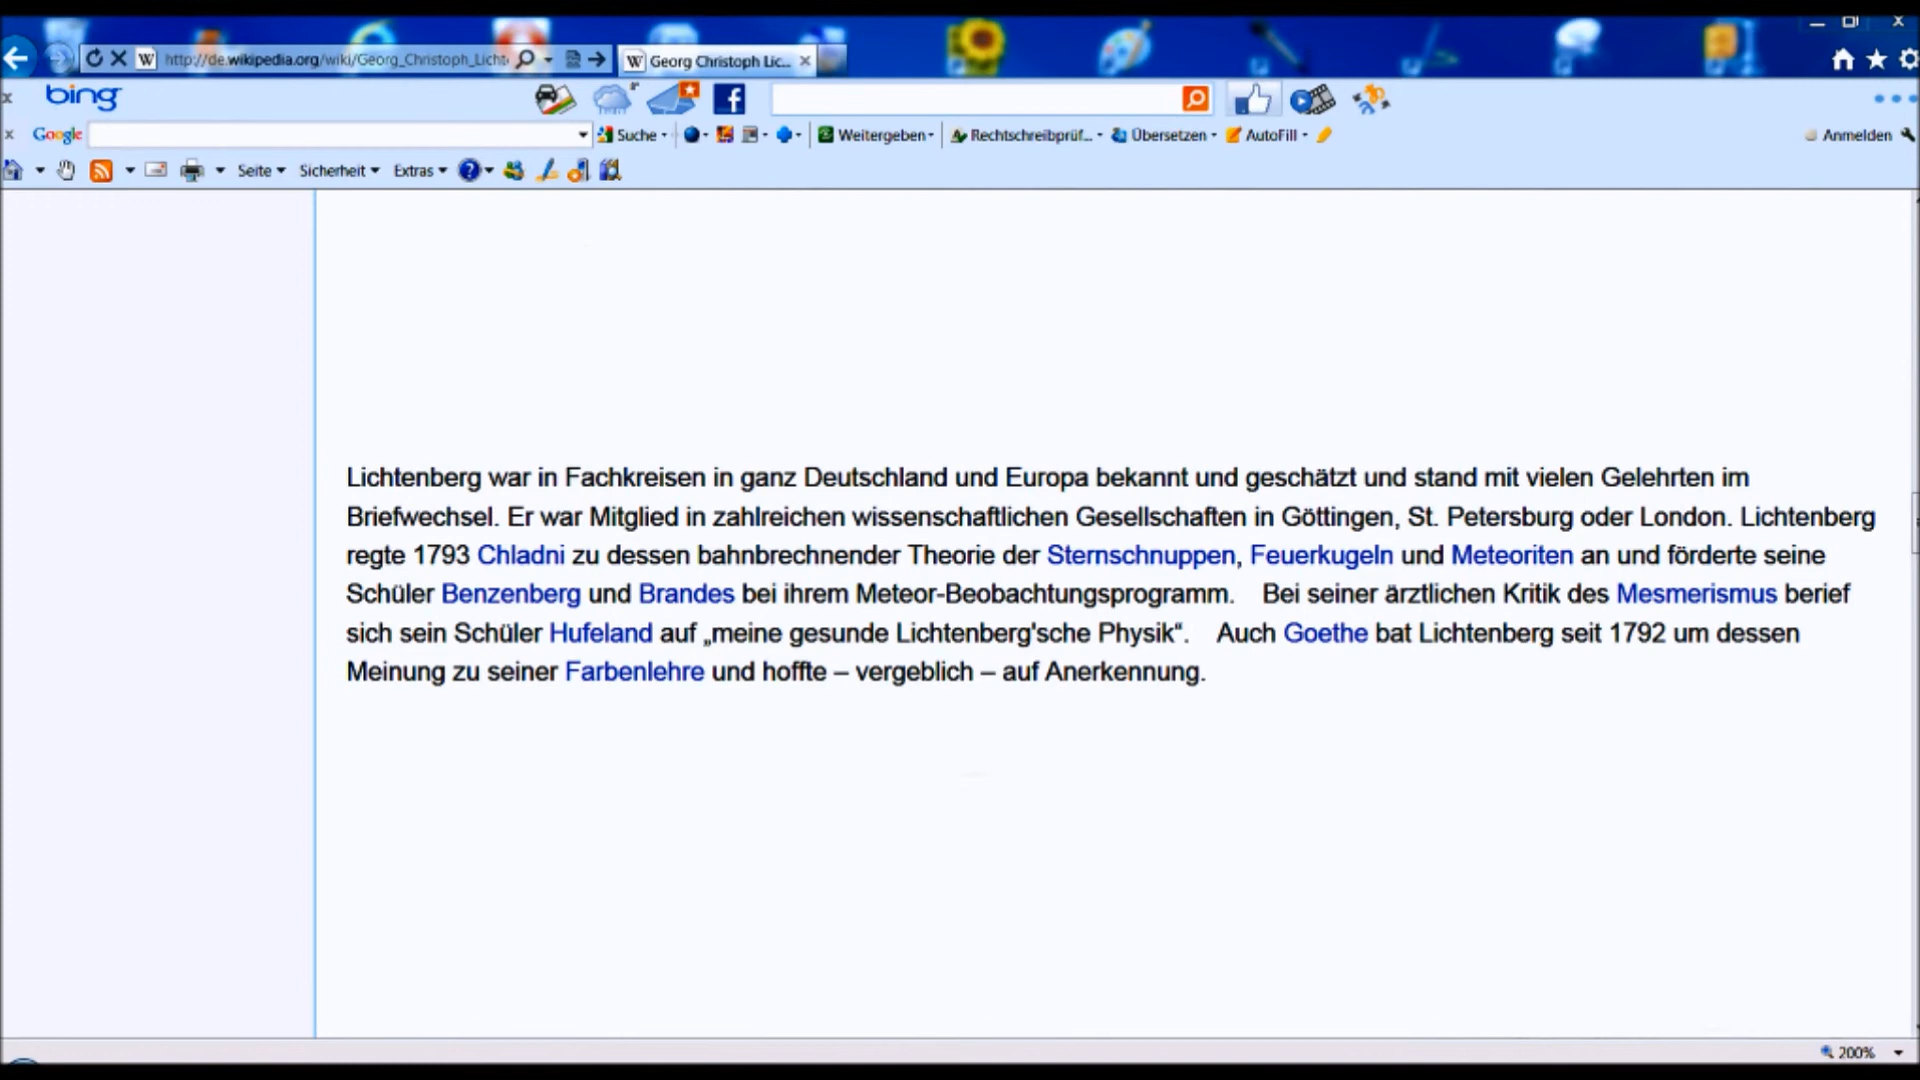 http://de.wikipedia.org/wiki/Georg_Christoph_Licht
W Georg Christoph Lic...
bing
Google Suche Weitergeben Rechtschreibprüf... Übersetzen AutoFill Anmelden
Seite Sicherheit Extras
Lichtenberg war in Fachkreisen in ganz Deutschland und Europa bekannt und geschätzt und stand mit vielen Gelehrten im
Briefwechsel. Er war Mitglied in zahlreichen wissenschaftlichen Gesellschaften in Göttingen, St. Petersburg oder London. Lichtenberg
regte 1793 Chladni zu dessen bahnbrechnender Theorie der Sternschnuppen, Feuerkugeln und Meteoriten an und förderte seine
Schüler Benzenberg und Brandes bei ihrem Meteor-Beobachtungsprogramm. Bei seiner ärztlichen Kritik des Mesmerismus berief
sich sein Schüler Hufeland auf „meine gesunde Lichtenberg'sche Physik“. Auch Goethe bat Lichtenberg seit 1792 um dessen
Meinung zu seiner Farbenlehre und hoffte – vergeblich – auf Anerkennung.
200%